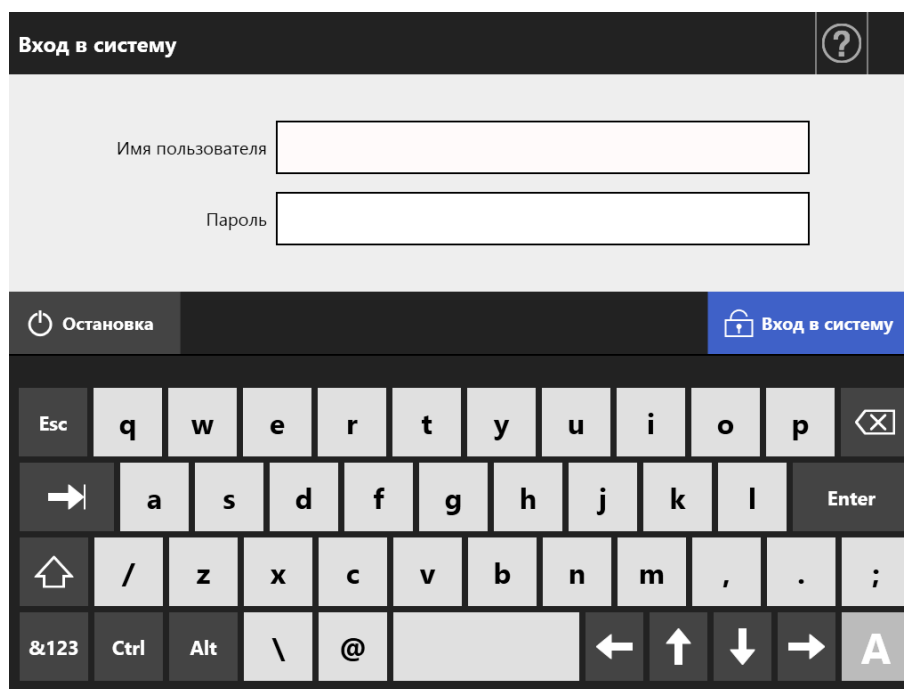 Вход в систему ?
Имя пользователя
Пароль
Остановка Вход в систему
Esc q w e r t y u i o p
a s d f g h j k l Enter
/ z x c v b n m , . ;
&123 Ctrl Alt \ @ A